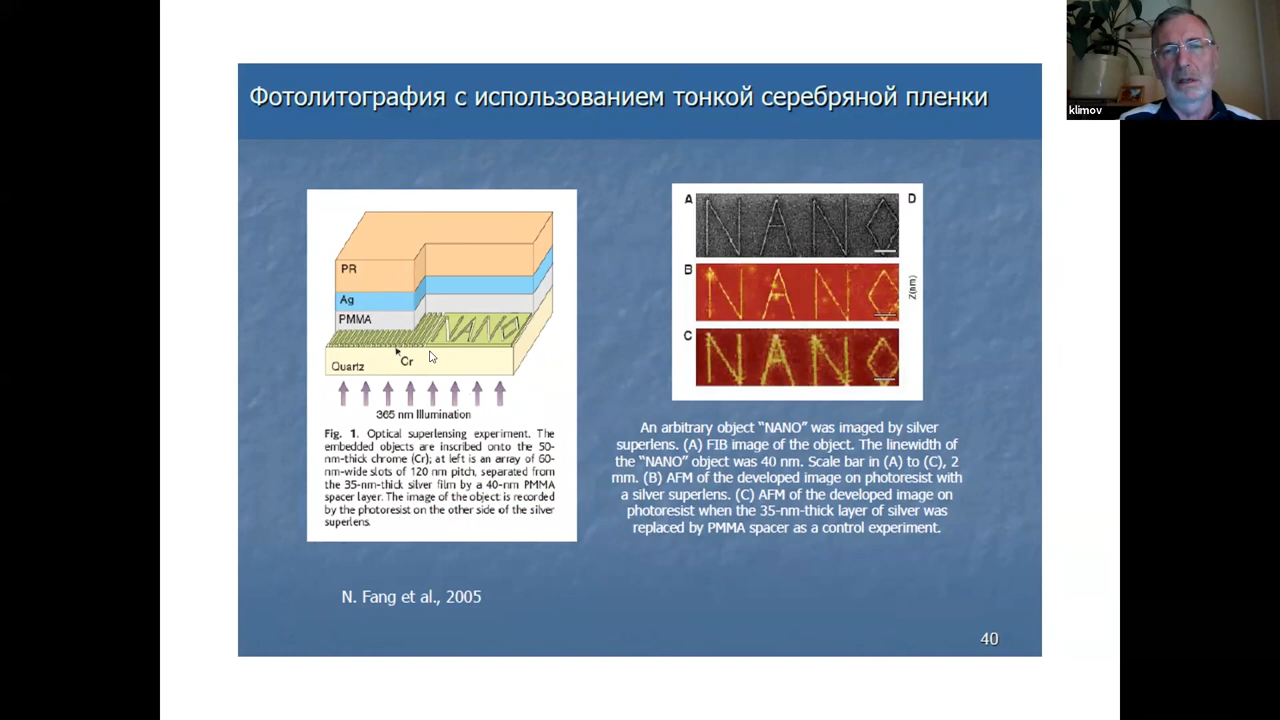 klimov
Фотолитография с использованием тонкой серебряной пленки
PR
Ag
PMMA
NANO
Cr
Quartz
365 nm Illumination
Fig. 1. Optical superlensing experiment. The
embedded objects are inscribed onto the 50-
nm-thick chrome (Cr); at left is an array of 60-
nm-wide slots of 120 nm pitch, separated from
the 35-nm-thick silver film by a 40-nm PMMA
spacer layer. The image of the object is recorded
by the photoresist on the other side of the silver
superlens.
A
NANO
D
B
NANO
Z(nm)
C
NANO
An arbitrary object “NANO” was imaged by silver
superlens. (A) FIB image of the object. The linewidth of
the “NANO” object was 40 nm. Scale bar in (A) to (C), 2
mm. (B) AFM of the developed image on photoresist with
a silver superlens. (C) AFM of the developed image on
photoresist when the 35-nm-thick layer of silver was
replaced by PMMA spacer as a control experiment.
N. Fang et al., 2005
40